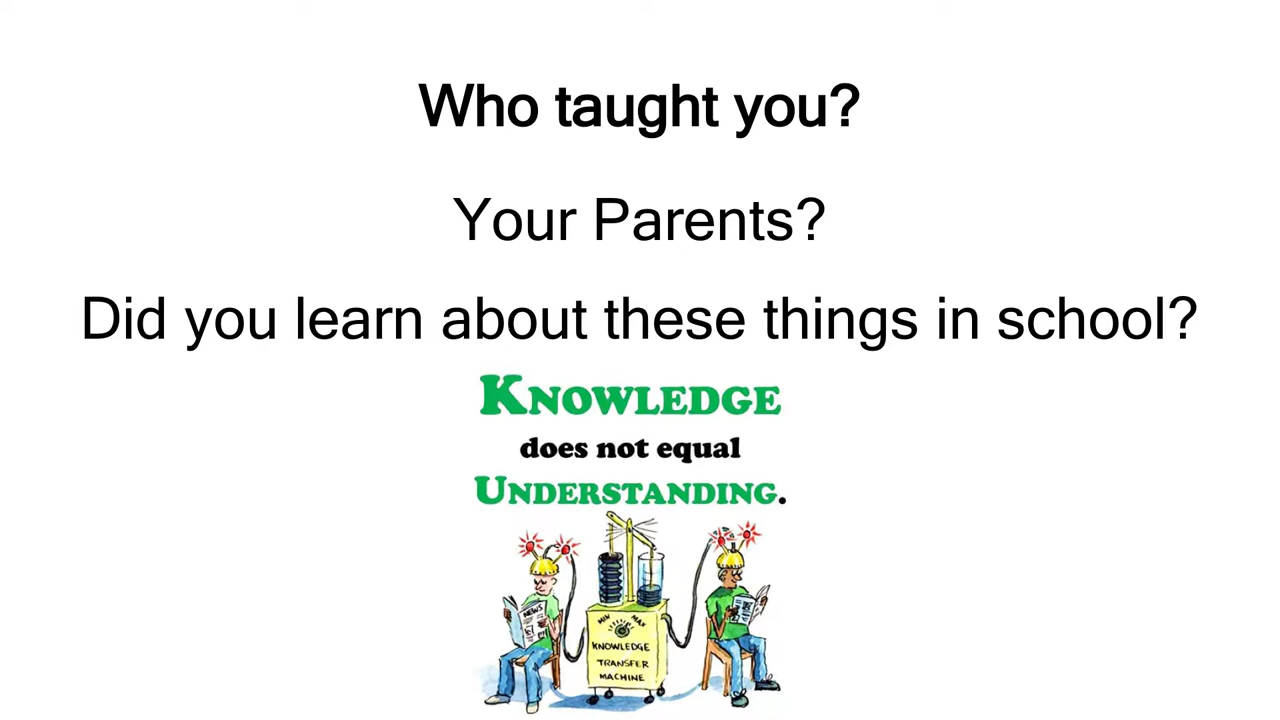 Who taught you?
Your Parents?
Did you learn about these things in school?
KNOWLEDGE
does not equal
UNDERSTANDING.
NEWS
MIN MAX
KNOWLEDGE
TRANSFER
MACHINE